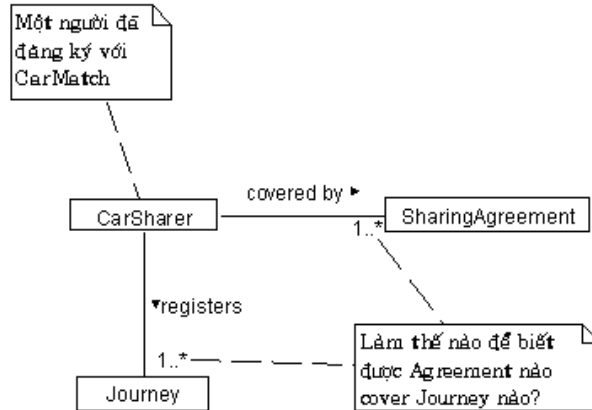 Một người đã
đăng ký với
CarMatch
covered by ►
CarSharer
SharingAgreement
1..*
▼registers
1..*
Journey
Làm thế nào để biết
được Agreement nào
cover Journey nào?